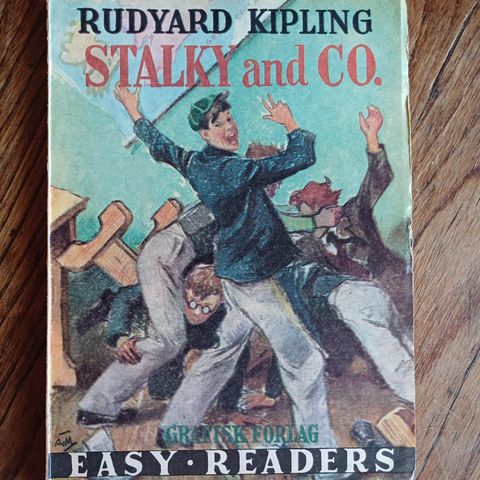 RUDYARD KIPLING
STALKY and CO.
GRAFISK FORLAG
EASY · READERS